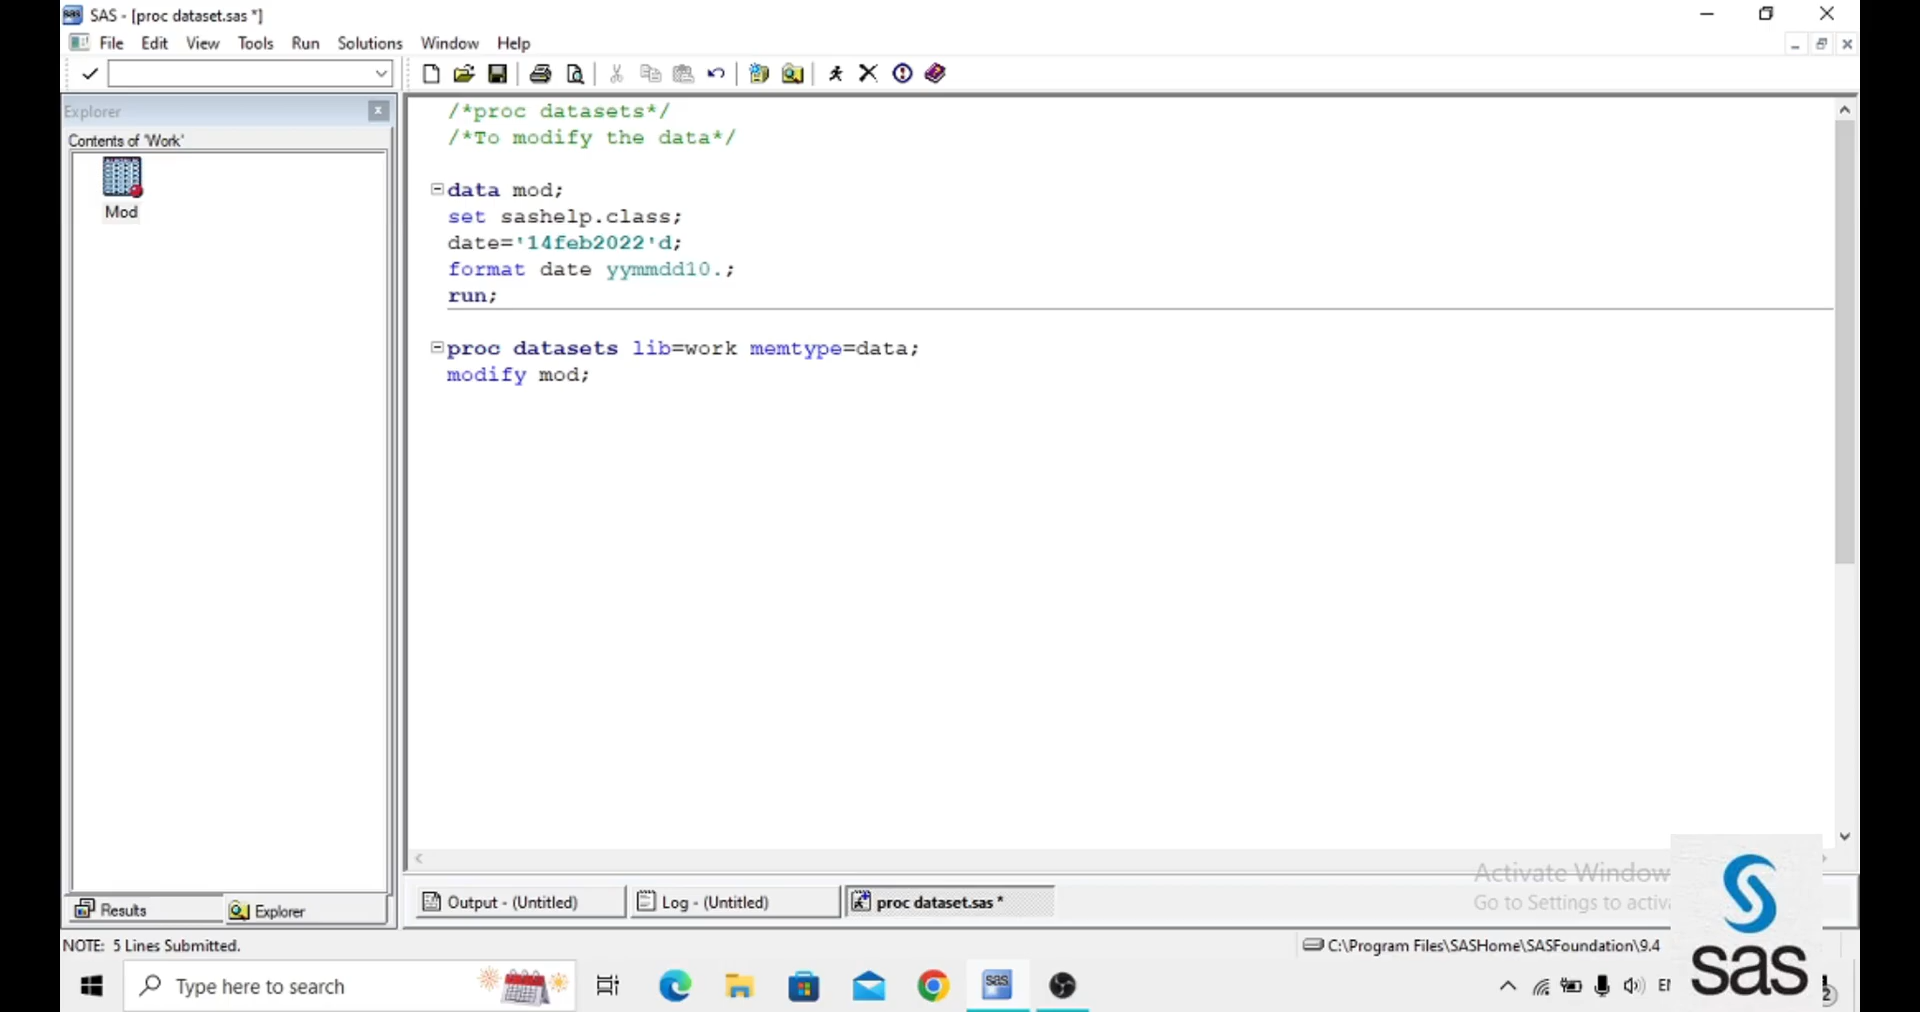 SAS - [proc dataset.sas *]
File Edit View Tools Run Solutions Window Help
Explorer
Contents of 'Work'
Mod
/*proc datasets*/
/*To modify the data*/
data mod;
set sashelp.class;
date='14feb2022'd;
format date yymmdd10.;
run;
proc datasets lib=work memtype=data;
modify mod;
Results
Explorer
Output - (Untitled)
Log - (Untitled)
proc dataset.sas *
Activate Window
Go to Settings to activa
NOTE: 5 Lines Submitted.
C:\Program Files\SASHome\SASFoundation\9.4
Type here to search
sas
2
sas